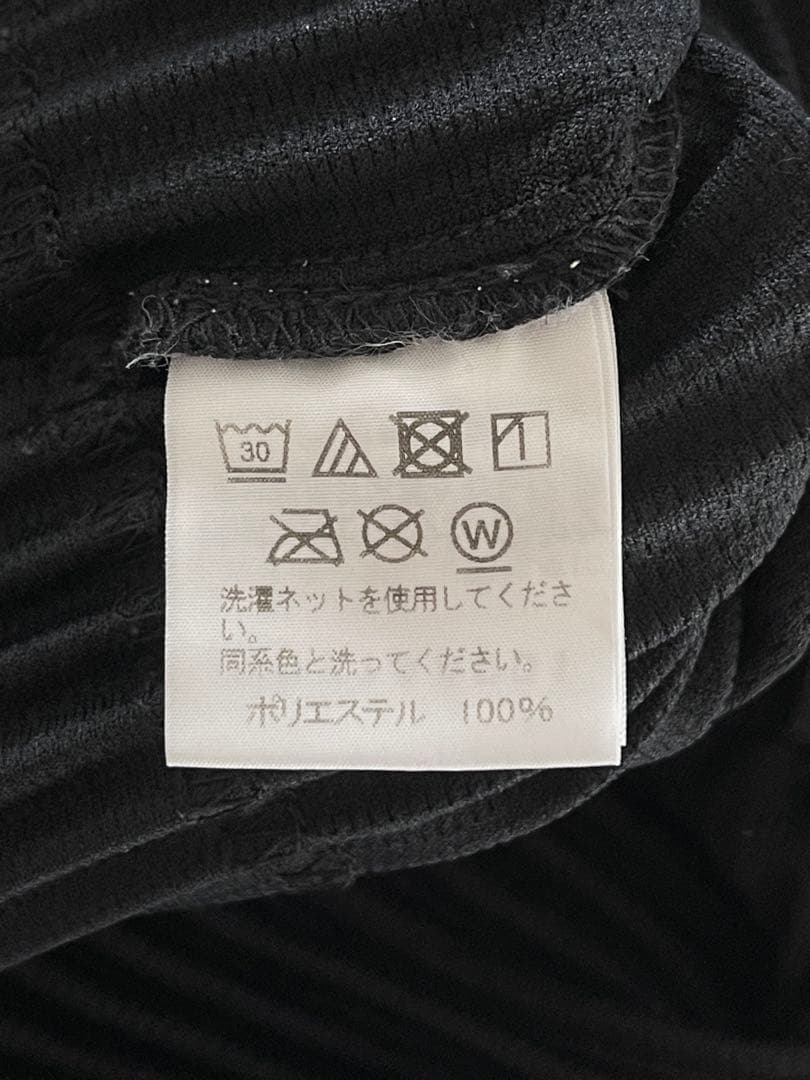 30
W
洗濯ネットを使用してくださ
い。
同系色と洗ってください。
ポリエステル 100%